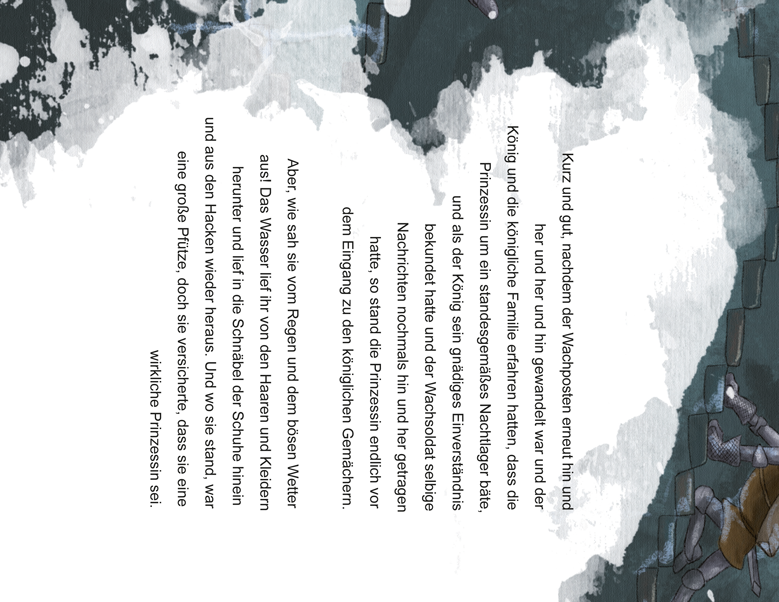 Kurz und gut, nachdem der Wachposten erneut hin und
her und her und hin gewandelt war und der
König und die königliche Familie erfahren hatten, dass die
Prinzessin um ein standesgemäßes Nachtlager bäte,
und als der König sein gnädiges Einverständnis
bekundet hatte und der Wachsoldat selbige
Nachrichten nochmals hin und her getragen
hatte, so stand die Prinzessin endlich vor
dem Eingang zu den königlichen Gemächern.
Aber, wie sah sie vom Regen und dem bösen Wetter
aus! Das Wasser lief ihr von den Haaren und Kleidern
herunter und lief in die Schnäbel der Schuhe hinein
und aus den Hacken wieder heraus. Und wo sie stand, war
eine große Pfütze, doch sie versicherte, dass sie eine
wirkliche Prinzessin sei.